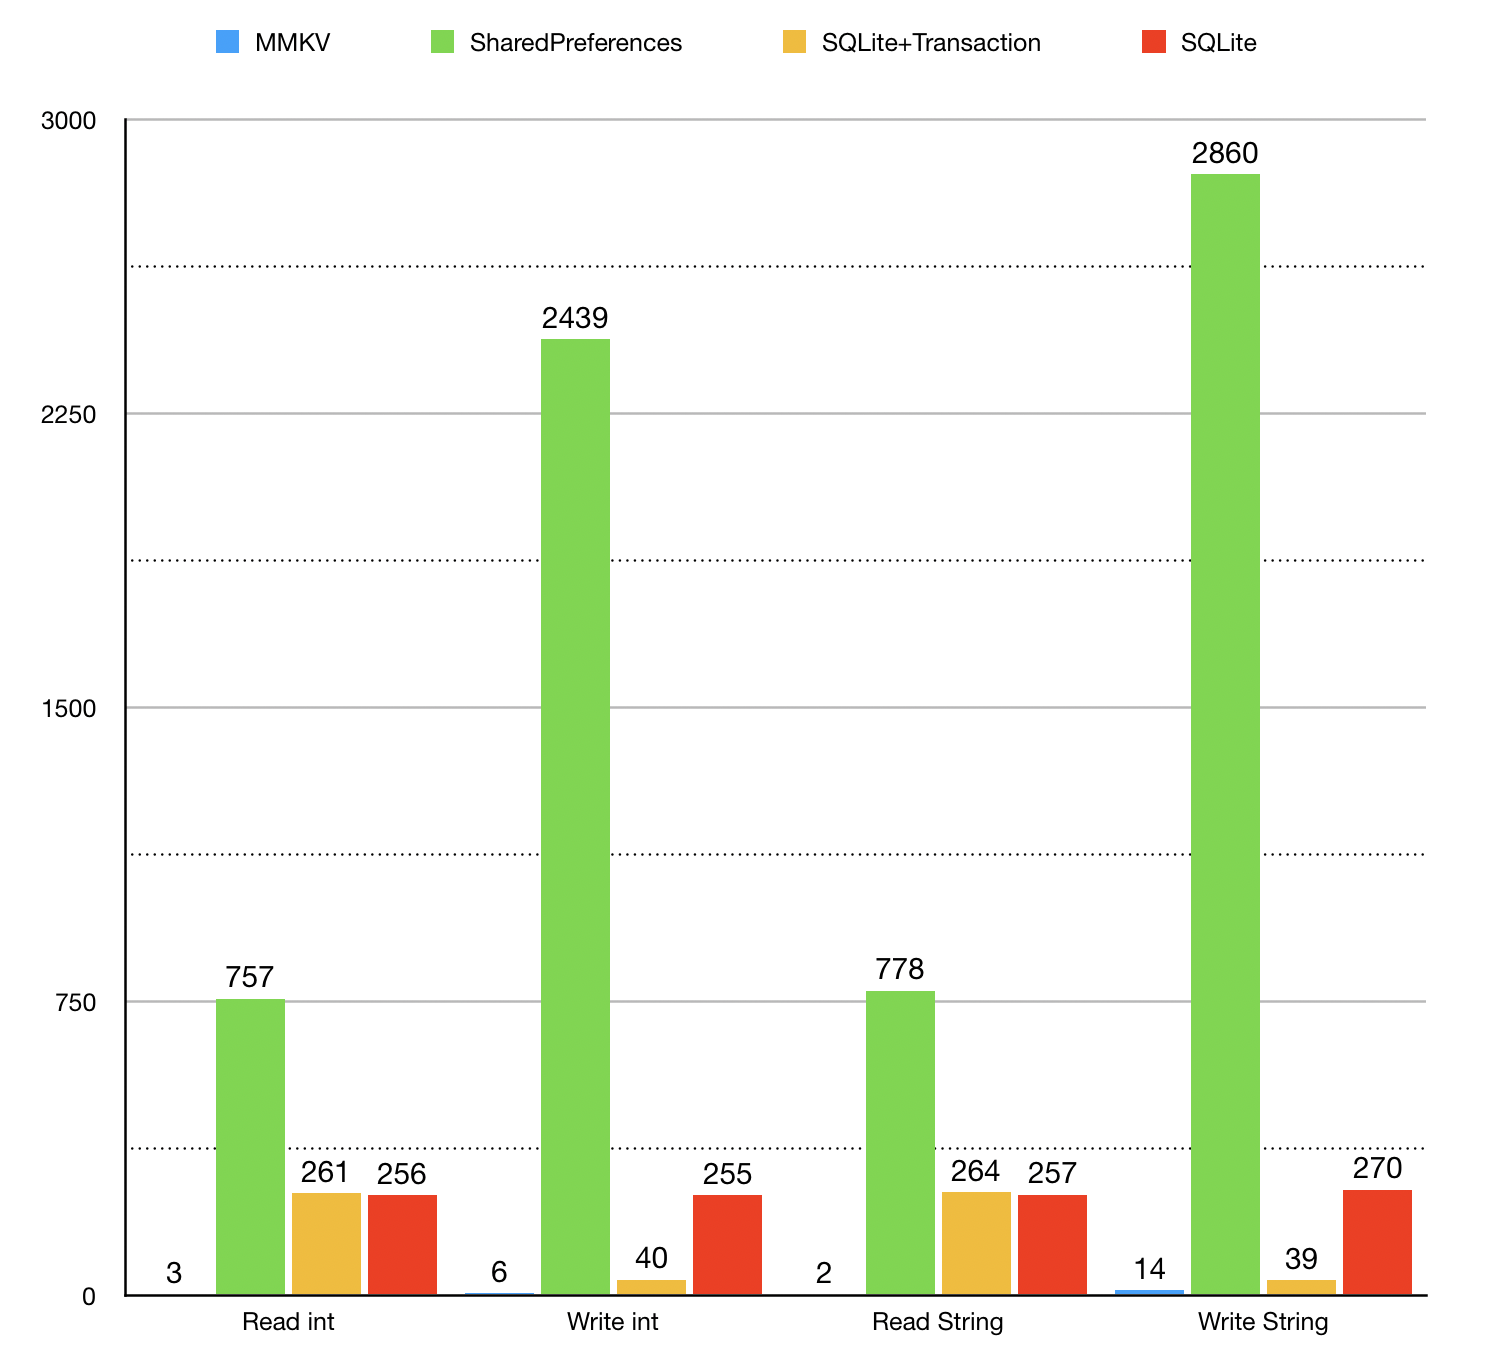 MMKV SharedPreferences SQLite+Transaction SQLite
3000
2860
2439
2250
1500
778
757
750
261 256 255 264 257 270
3 6 40 2 14 39
0
Read int Write int Read String Write String